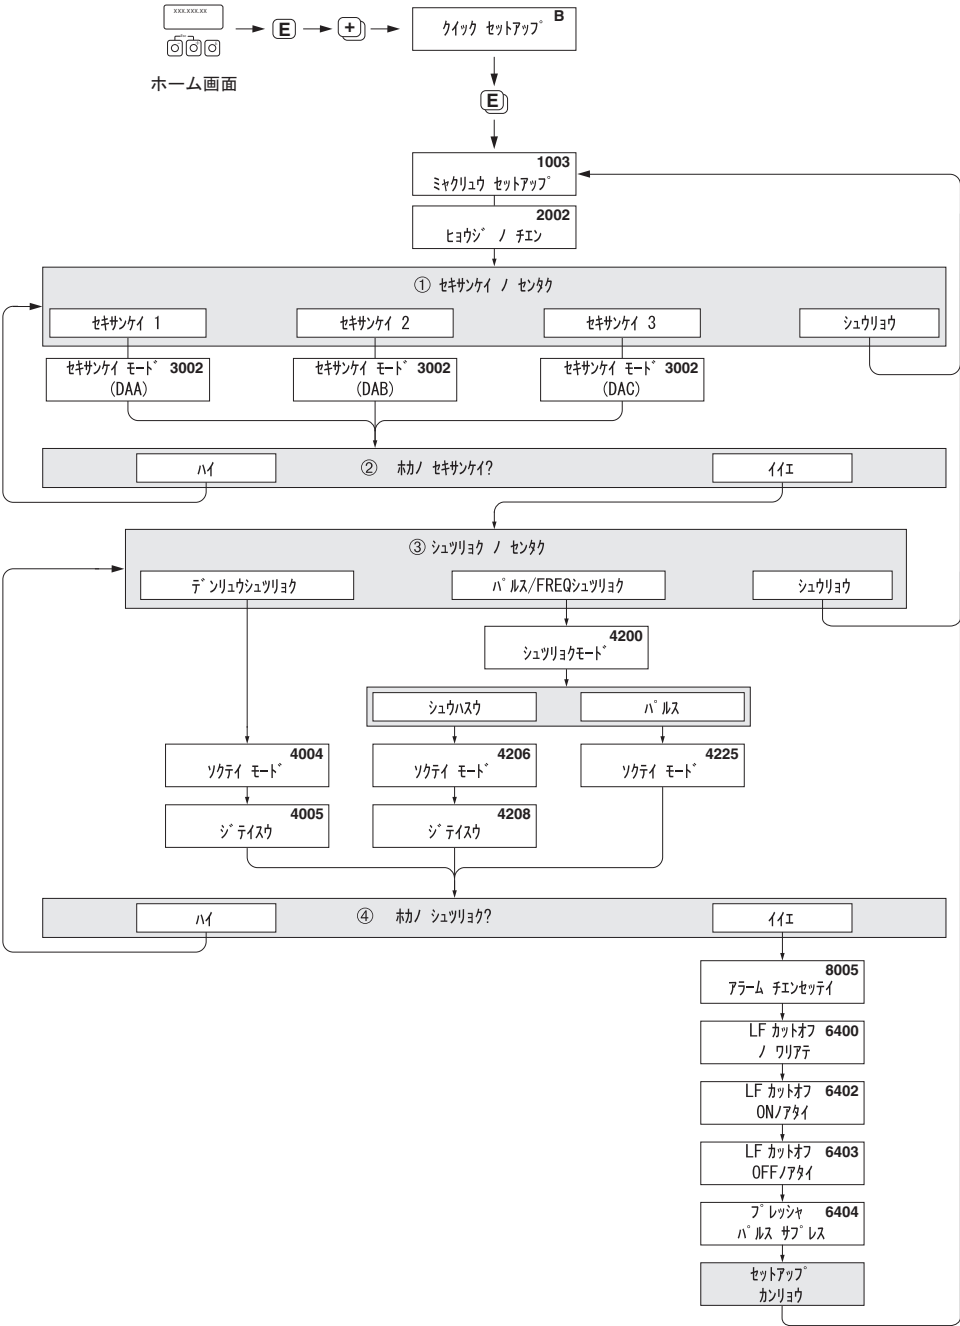 xxx.xxx.xx
Esc
E
+
クイック セットアップ B
ホーム画面
E
1003
ミャクリュウ セットアップ
2002
ヒョウジ ノ チエン
① セキサンケイ ノ センタク
セキサンケイ 1
セキサンケイ 2
セキサンケイ 3
シュウリョウ
セキサンケイ モード 3002
(DAA)
セキサンケイ モード 3002
(DAB)
セキサンケイ モード 3002
(DAC)
ハイ
② ホカノ セキサンケイ?
イイエ
③ シュツリョク ノ センタク
デンリュウシュツリョク
パルス/FREQシュツリョク
シュウリョウ
4200
シュツリョクモード
シュウハスウ
パルス
4004
ソクテイ モード
4206
ソクテイ モード
4225
ソクテイ モード
4005
ジテイスウ
4208
ジテイスウ
ハイ
④ ホカノ シュツリョク?
イイエ
8005
アラーム チエンセッテイ
LF カットオフ 6400
ノ ワリアテ
LF カットオフ 6402
ONノアタイ
LF カットオフ 6403
OFFノアタイ
プレッシャ 6404
パルス サプレス
セットアップ
カンリョウ